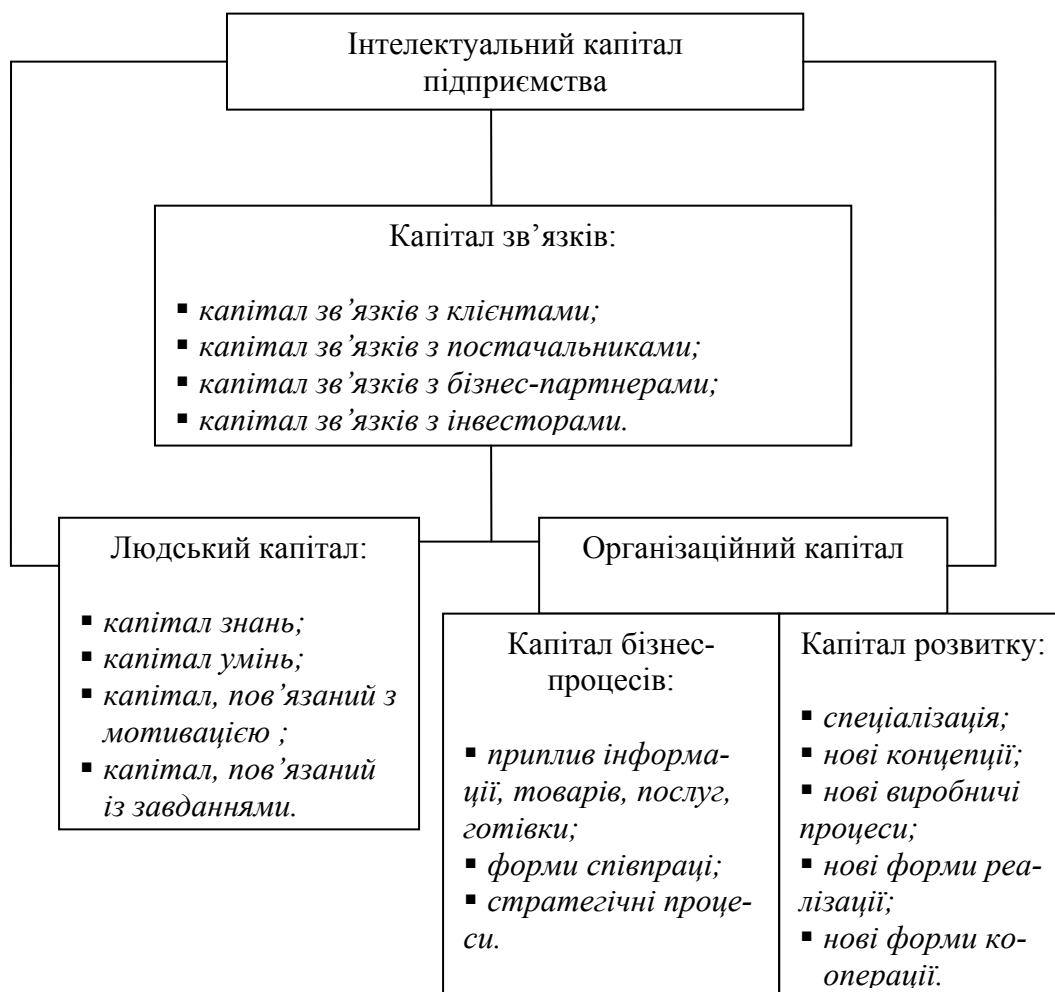 Інтелектуальний капітал
підприємства
Капітал зв’язків:
▪ капітал зв’язків з клієнтами;
▪ капітал зв’язків з постачальниками;
▪ капітал зв’язків з бізнес-партнерами;
▪ капітал зв’язків з інвесторами.
Людський капітал:
▪ капітал знань;
▪ капітал умінь;
▪ капітал, пов’язаний з
мотивацією ;
▪ капітал, пов’язаний
із завданнями.
Організаційний капітал
Капітал бізнес-
процесів:
▪ приплив інформа-
ції, товарів, послуг,
готівки;
▪ форми співпраці;
▪ стратегічні проце-
си.
Капітал розвитку:
▪ спеціалізація;
▪ нові концепції;
▪ нові виробничі
процеси;
▪ нові форми реа-
лізації;
▪ нові форми ко-
операції.